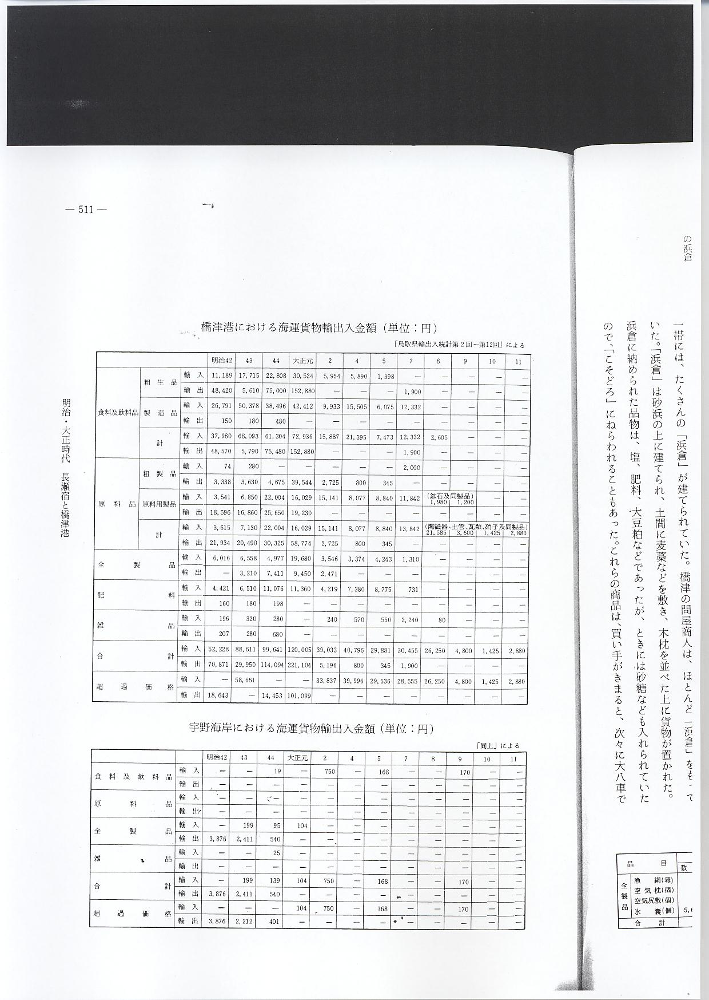 の浜倉
一帯には、たくさんの「浜倉」が建てられていた。橋津の問屋商人は、ほとんど「浜倉」をもって
いた。「浜倉」は砂浜の上に建てられ、土間に麦藁などを敷き、木枕を並べた上に貨物が置かれた。
浜倉に納められた品物は、塩、肥料、大豆粕などであったが、ときには砂糖なども入れられていた
ので、「こそどろ」にねらわれることもあった。これらの商品は、買い手がきまると、次々に大八車で
品目 数
全製品 漁網(尋)
空気枕(個)
空気尻敷(個)
氷嚢(個) 5,6
合計
— 511 —
明治・大正時代 長瀬宿と橋津港
橋津港における海運貨物輸出入金額（単位：円）
「鳥取県輸出入統計第2回～第12回」による
明治42 43 44 大正元 2 4 5 7 8 9 10 11
食料及飲料品 粗生品 輸入 11,189 17,715 22,808 30,524 5,954 5,890 1,398 — — — — —
輸出 48,420 5,610 75,000 152,880 — — — 1,900 — — — —
製造品 輸入 26,791 50,378 38,496 42,412 9,933 15,505 6,075 12,332 — — — —
輸出 150 180 480 — — — — — — — — —
計 輸入 37,980 68,093 61,304 72,936 15,887 21,395 7,473 12,332 2,605 — — —
輸出 48,570 5,790 75,480 152,880 — — — 1,900 — — — —
原料品 粗製品 輸入 74 280 — — — — — 2,000 — — — —
輸出 3,338 3,630 4,675 39,544 2,725 800 345 — — — — —
原料用製品 輸入 3,541 6,850 22,004 16,029 15,141 8,077 8,840 11,842 (鉱石及同製品) 1,980 1,200 — —
輸出 18,596 16,860 25,650 19,230 — — — — — — — —
計 輸入 3,615 7,130 22,004 16,029 15,141 8,077 8,840 13,842 (陶磁器、土管、瓦類、硝子及同製品) 21,585 3,600 1,425 2,880
輸出 21,934 20,490 30,325 58,774 2,725 800 345 — — — — —
全製品 輸入 6,016 6,558 4,977 19,680 3,546 3,374 4,243 1,310 — — — —
輸出 — 3,210 7,411 9,450 2,471 — — — — — — —
肥料 輸入 4,421 6,510 11,076 11,360 4,219 7,380 8,775 731 — — — —
輸出 160 180 198 — — — — — — — — —
雑品 輸入 196 320 280 — 240 570 550 2,240 80 — — —
輸出 207 280 680 — — — — — — — — —
合計 輸入 52,228 88,611 99,641 120,005 39,033 40,796 29,881 30,455 26,250 4,800 1,425 2,880
輸出 70,871 29,950 114,094 221,104 5,196 800 345 1,900 — — — —
超過価格 輸入 — 58,661 — — 33,837 39,996 29,536 28,555 26,250 4,800 1,425 2,880
輸出 18,643 — 14,453 101,099 — — — — — — — —
宇野海岸における海運貨物輸出入金額（単位：円）
「同上」による
明治42 43 44 大正元 2 4 5 7 8 9 10 11
食料及飲料品 輸入 — — 19 — 750 — 168 — — 170 — —
輸出 — — — — — — — — — — — —
原料品 輸入 — — — — — — — — — — — —
輸出 — — — — — — — — — — — —
全製品 輸入 — 199 95 104 — — — — — — — —
輸出 3,876 2,411 540 — — — — — — — — —
雑品 輸入 — — 25 — — — — — — — — —
輸出 — — — — — — — — — — — —
合計 輸入 — 199 139 104 750 — 168 — — 170 — —
輸出 3,876 2,411 540 — — — — — — — — —
超過価格 輸入 — — — 104 750 — 168 — — 170 — —
輸出 3,876 2,212 401 — — — — — — — — —